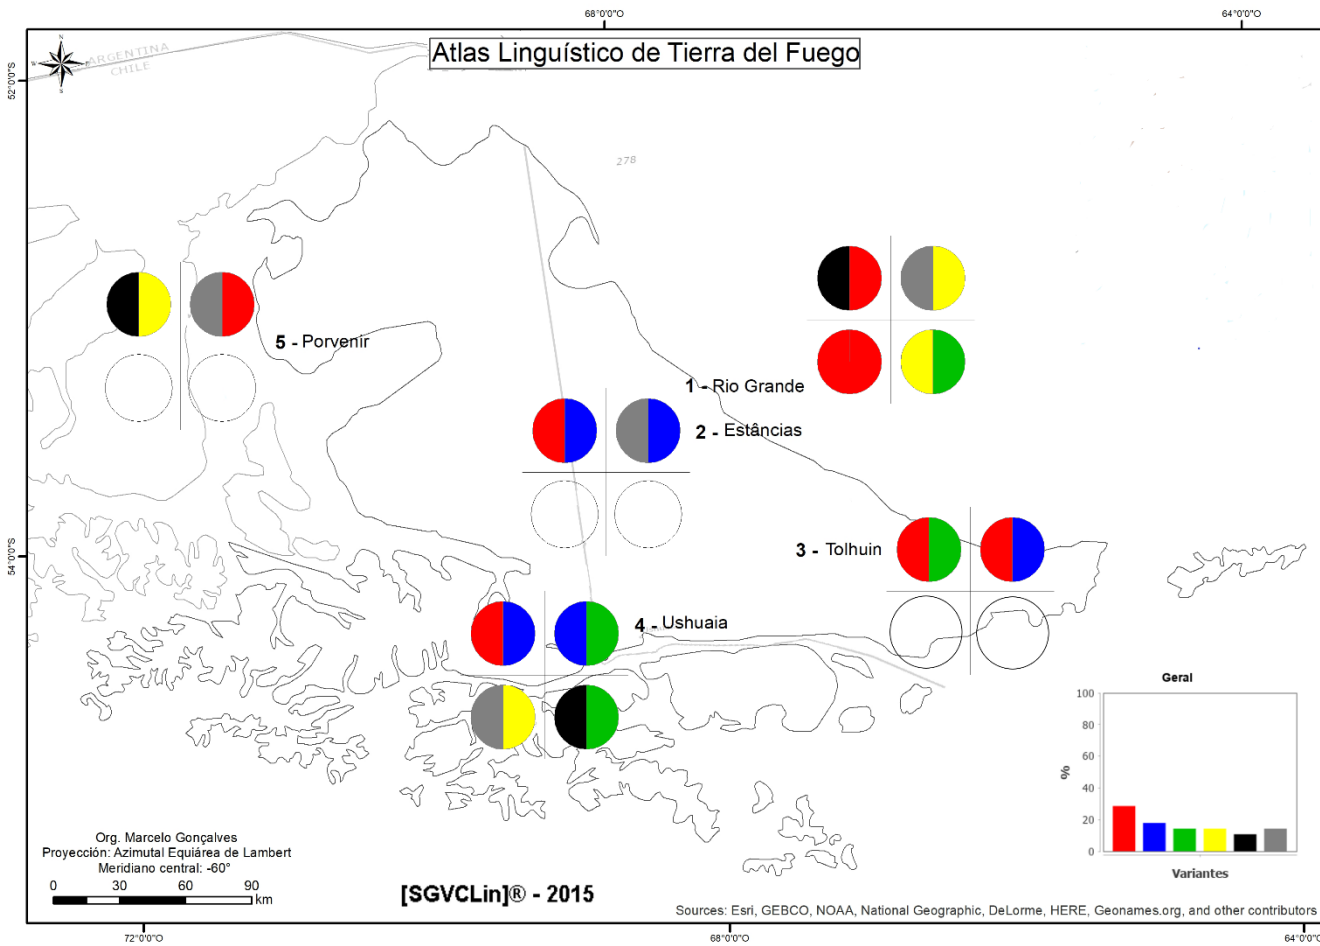 68°0'0"O
64°0'0"O
52°0'0"S
ARGENTINA
CHILE
Atlas Linguístico de Tierra del Fuego
278
5 - Porvenir
1 - Rio Grande
2 - Estâncias
3 - Tolhuin
54°0'0"S
4 - Ushuaia
Geral
100
80
60
40
20
0
%
Variantes
Org. Marcelo Gonçalves
Proyección: Azimutal Equiárea de Lambert
Meridiano central: -60°
0 30 60 90
km
[SGVCLin]® - 2015
Sources: Esri, GEBCO, NOAA, National Geographic, DeLorme, HERE, Geonames.org, and other contributors
72°0'0"O
68°0'0"O
64°0'0"O